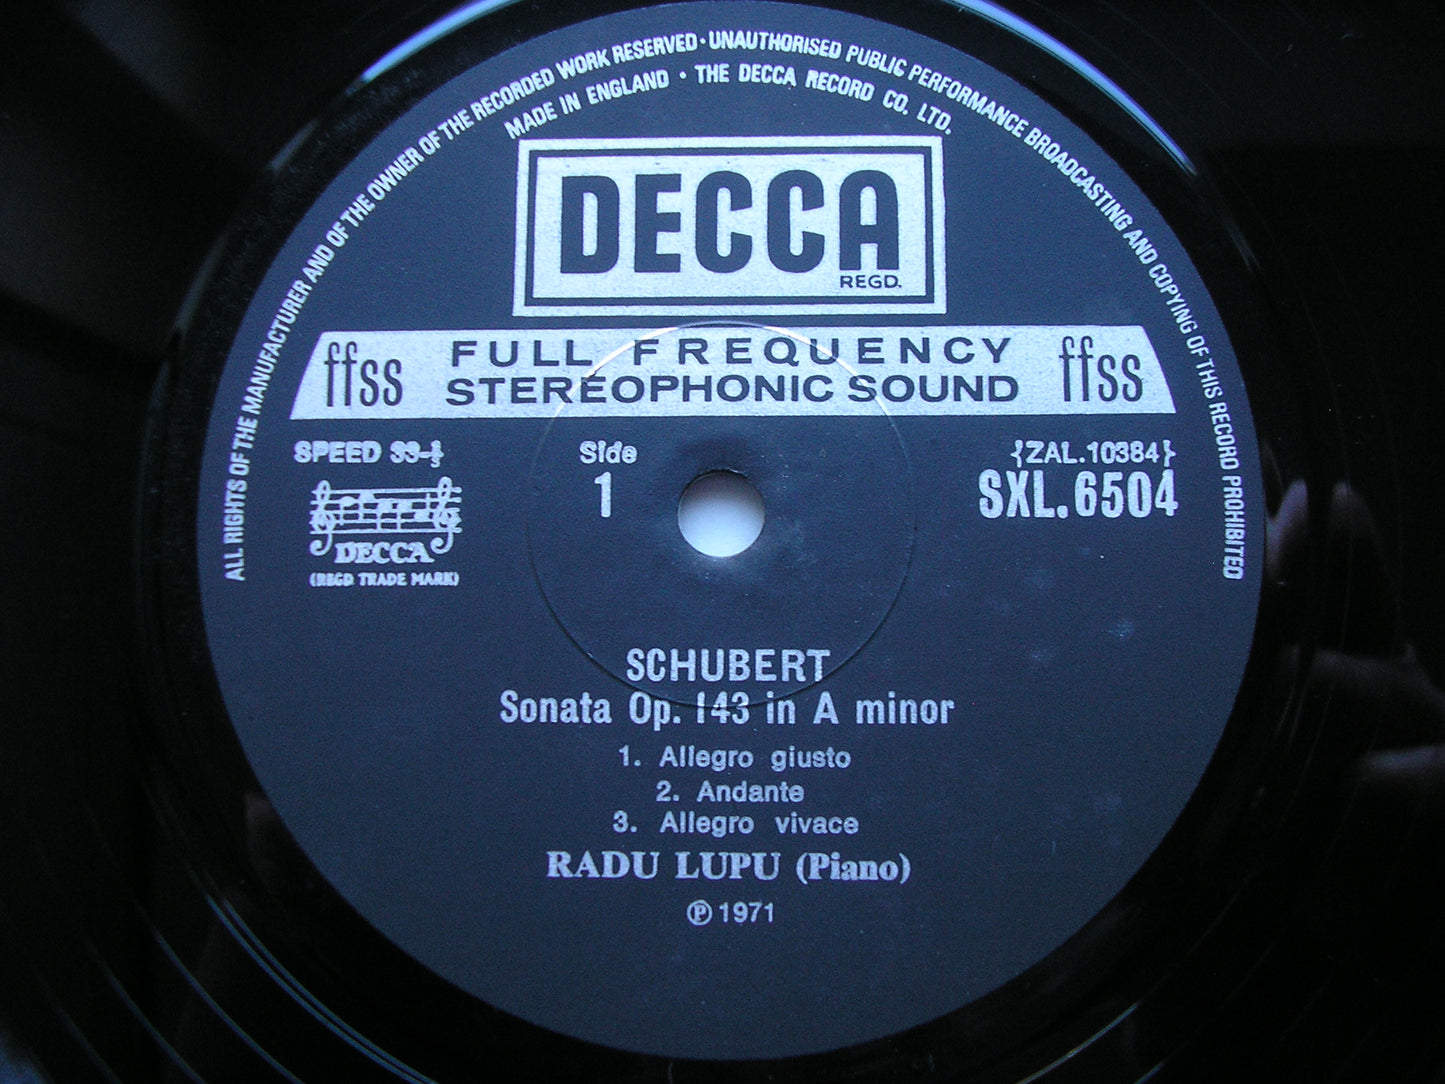 ALL RIGHTS OF THE MANUFACTURER AND OF THE OWNER OF THE RECORDED WORK RESERVED · UNAUTHORISED PUBLIC PERFORMANCE BROADCASTING AND COPYING OF THIS RECORD PROHIBITED
MADE IN ENGLAND · THE DECCA RECORD CO. LTD.
DECCA
REGD.
ffss FULL FREQUENCY STEREOPHONIC SOUND ffss
SPEED 33-⅓
Side
1
{ZAL.10384}
SXL.6504
DECCA
(REGD TRADE MARK)
SCHUBERT
Sonata Op. 143 in A minor
1. Allegro giusto
2. Andante
3. Allegro vivace
RADU LUPU (Piano)
℗ 1971